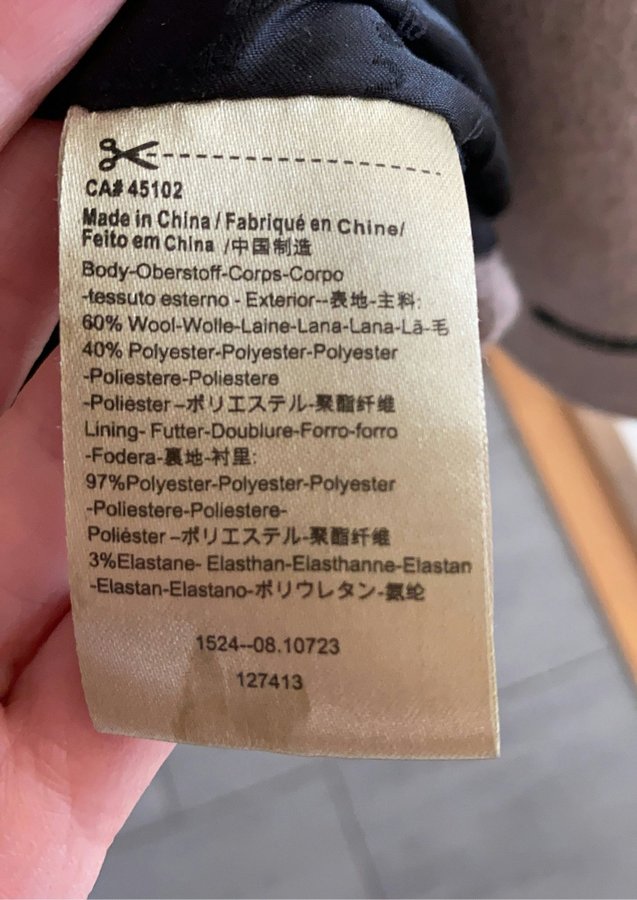 CA# 45102
Made in China / Fabriqué en Chine/
Feito em China /中国制造
Body-Oberstoff-Corps-Corpo
-tessuto esterno - Exterior--表地-主料:
60% Wool-Wolle-Laine-Lana-Lana-Lã-毛
40% Polyester-Polyester-Polyester
-Poliestere-Poliestere
-Poliéster –ポリエステル-聚酯纤维
Lining- Futter-Doublure-Forro-forro
-Fodera-裏地-衬里:
97%Polyester-Polyester-Polyester
-Poliestere-Poliestere-
Poliéster –ポリエステル-聚酯纤维
3%Elastane- Elasthan-Elasthanne-Elastan
-Elastan-Elastano-ポリウレタン-氨纶
1524--08.10723
127413